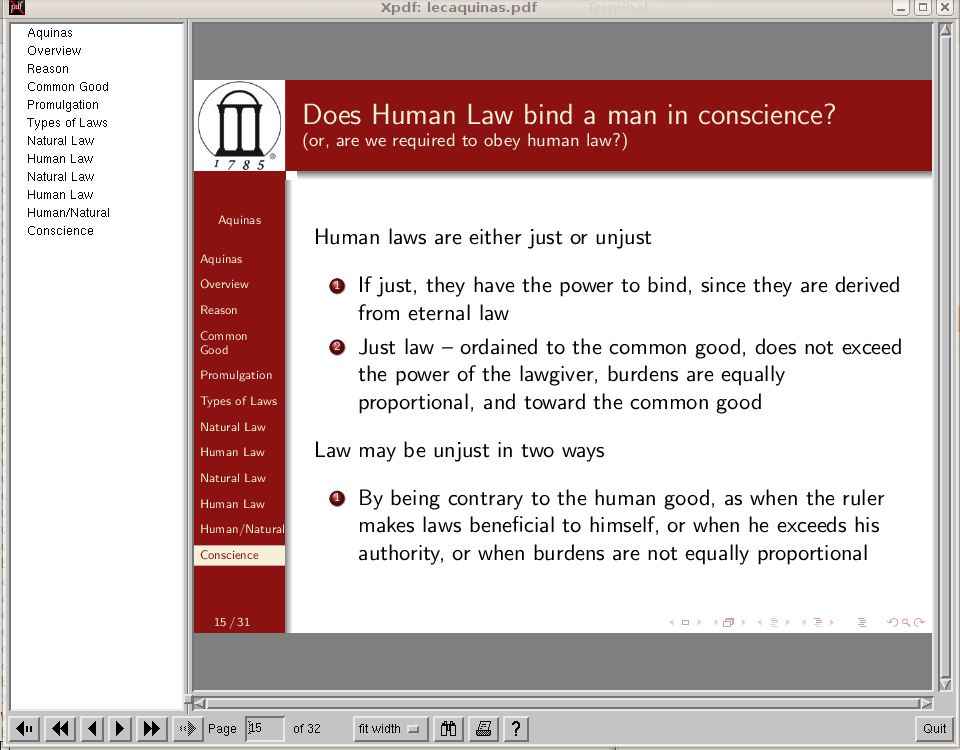 Xpdf: lecaquinas.pdf
Terminal
Aquinas
Overview
Reason
Common Good
Promulgation
Types of Laws
Natural Law
Human Law
Natural Law
Human Law
Human/Natural
Conscience
1785
®
Does Human Law bind a man in conscience?
(or, are we required to obey human law?)
Aquinas
Aquinas
Overview
Reason
Common
Good
Promulgation
Types of Laws
Natural Law
Human Law
Natural Law
Human Law
Human/Natural
Conscience
15 / 31
Human laws are either just or unjust
1 If just, they have the power to bind, since they are derived
from eternal law
2 Just law – ordained to the common good, does not exceed
the power of the lawgiver, burdens are equally
proportional, and toward the common good
Law may be unjust in two ways
1 By being contrary to the human good, as when the ruler
makes laws beneficial to himself, or when he exceeds his
authority, or when burdens are not equally proportional
Page 15 of 32 fit width ? Quit